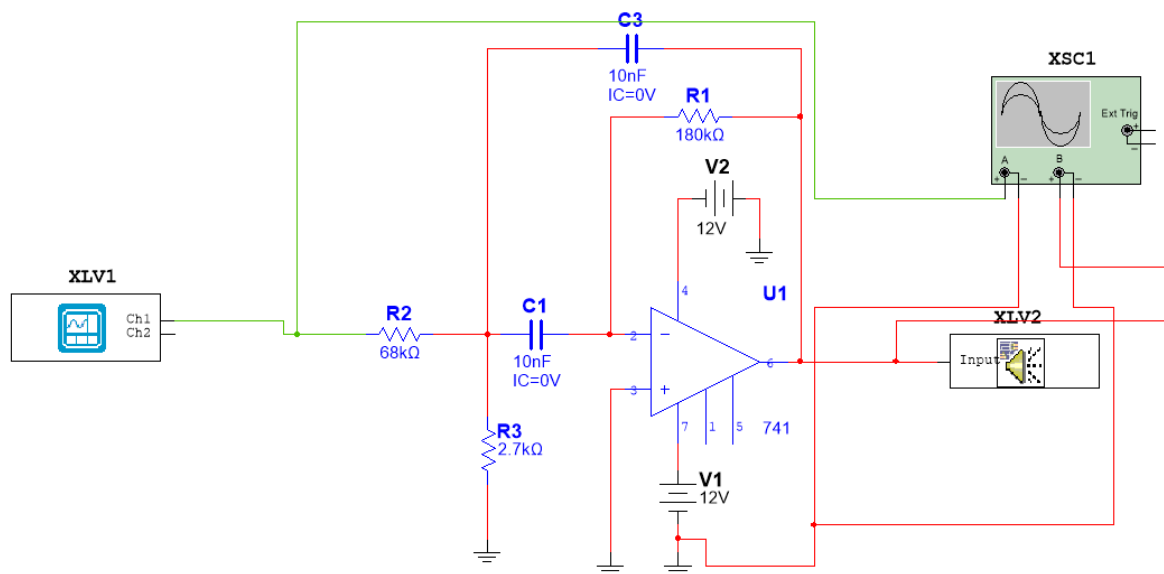 C3
10nF
IC=0V
XSC1
R1
180kΩ
Ext Trig
+
−
A
B
+
−
+
−
V2
12V
XLV1
4
U1
Ch1
Ch2
R2
68kΩ
C1
10nF
IC=0V
2
−
3
+
6
XLV2
Input
7
1
5
741
R3
2.7kΩ
V1
12V